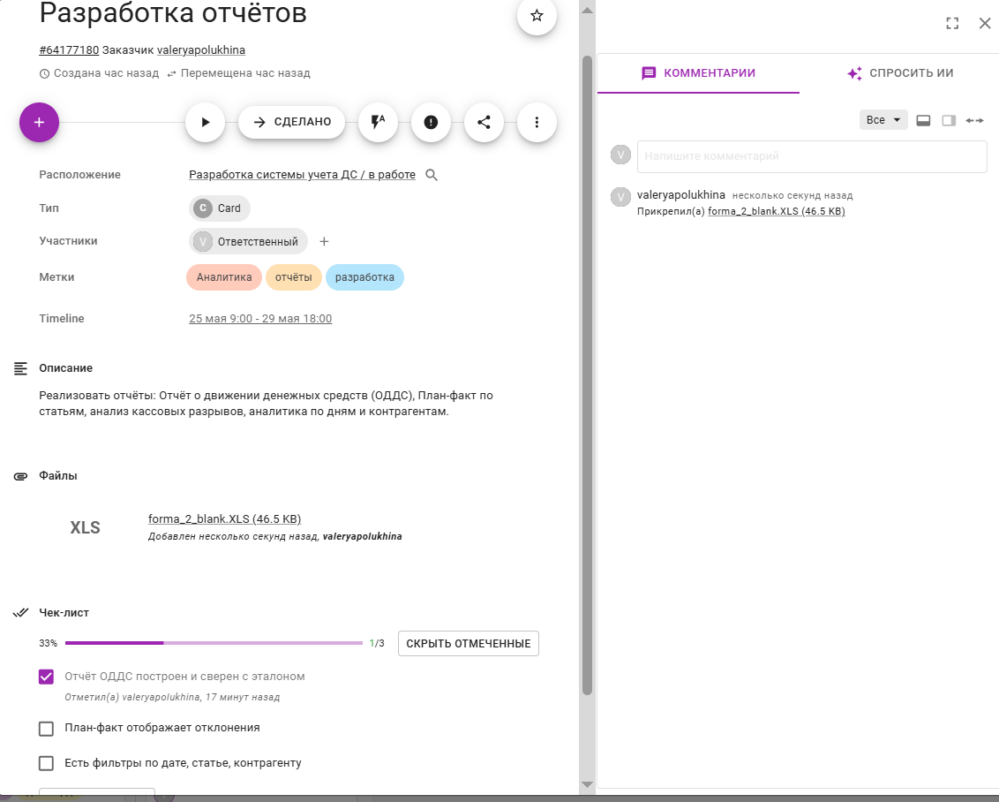 Разработка отчётов
#64177180 Заказчик valeryapolukhina
Создана час назад Перемещена час назад
СДЕЛАНО
Расположение Разработка системы учета ДС / в работе
Тип C Card
Участники V Ответственный
Метки Аналитика отчёты разработка
Timeline 25 мая 9:00 - 29 мая 18:00
Описание
Реализовать отчёты: Отчёт о движении денежных средств (ОДДС), План-факт по
статьям, анализ кассовых разрывов, аналитика по дням и контрагентам.
Файлы
XLS
forma_2_blank.XLS (46.5 KB)
Добавлен несколько секунд назад, valeryapolukhina
Чек-лист
33% 1/3 СКРЫТЬ ОТМЕЧЕННЫЕ
Отчёт ОДДС построен и сверен с эталоном
Отметил(а) valeryapolukhina, 17 минут назад
План-факт отображает отклонения
Есть фильтры по дате, статье, контрагенту
КОММЕНТАРИИ СПРОСИТЬ ИИ
Все
V Напишите комментарий
V valeryapolukhina несколько секунд назад
Прикрепил(а) forma_2_blank.XLS (46.5 KB)